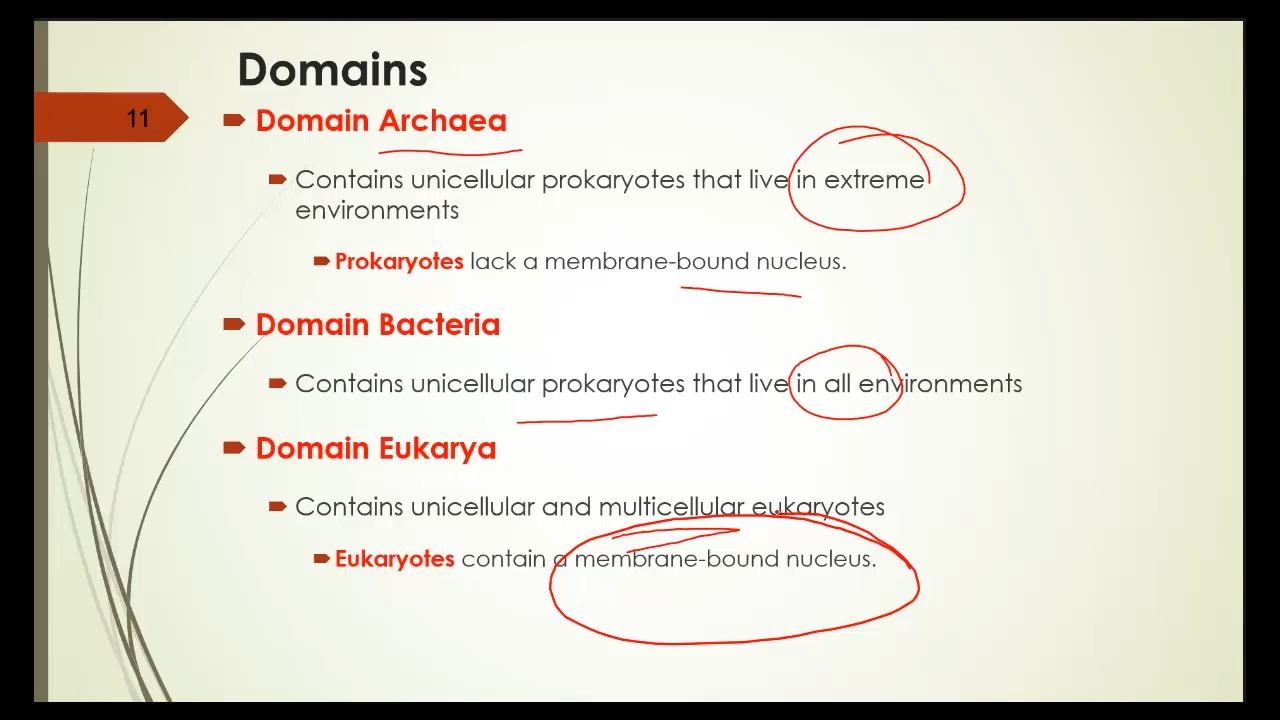 Domains
11
Domain Archaea
Contains unicellular prokaryotes that live in extreme
environments
Prokaryotes lack a membrane-bound nucleus.
Domain Bacteria
Contains unicellular prokaryotes that live in all environments
Domain Eukarya
Contains unicellular and multicellular eukaryotes
Eukaryotes contain a membrane-bound nucleus.